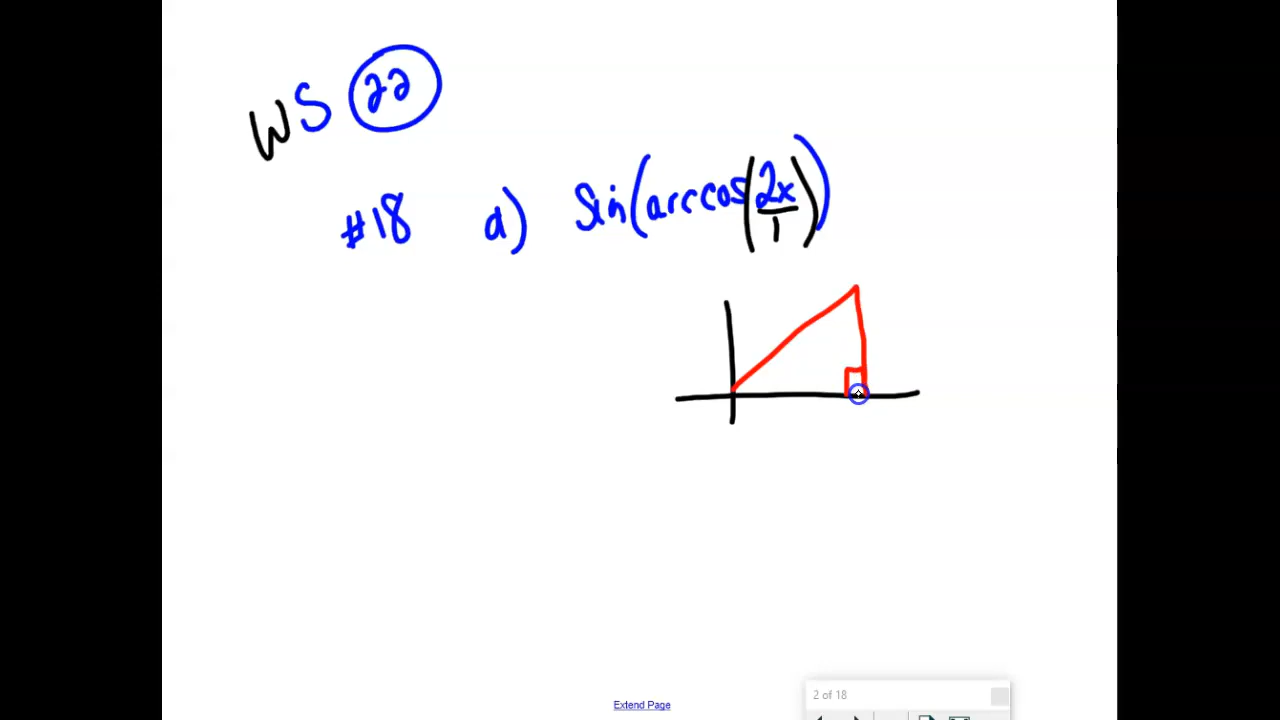 WS 22
#18 a) Sin(arccos(2x/1))
2 of 18
Extend Page